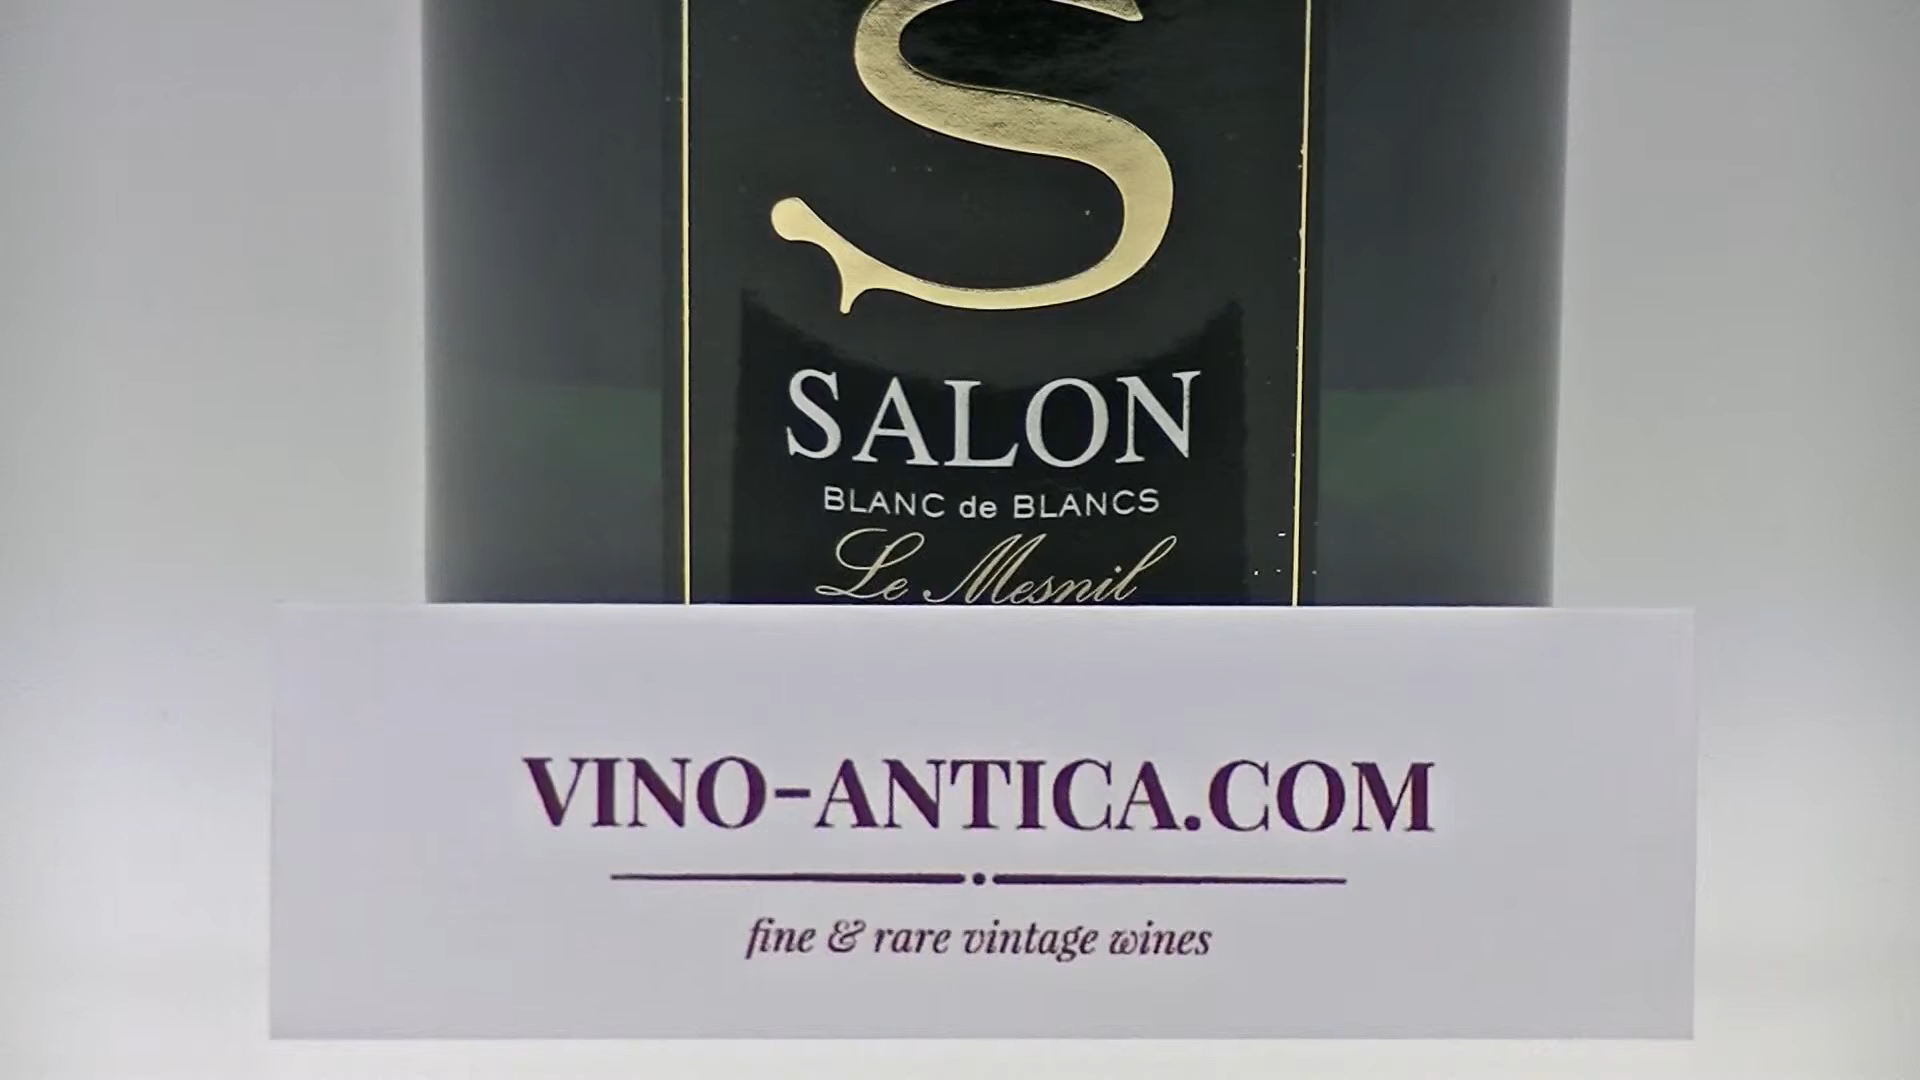 S
SALON
BLANC de BLANCS
Le Mesnil
VINO-ANTICA.COM
fine & rare vintage wines